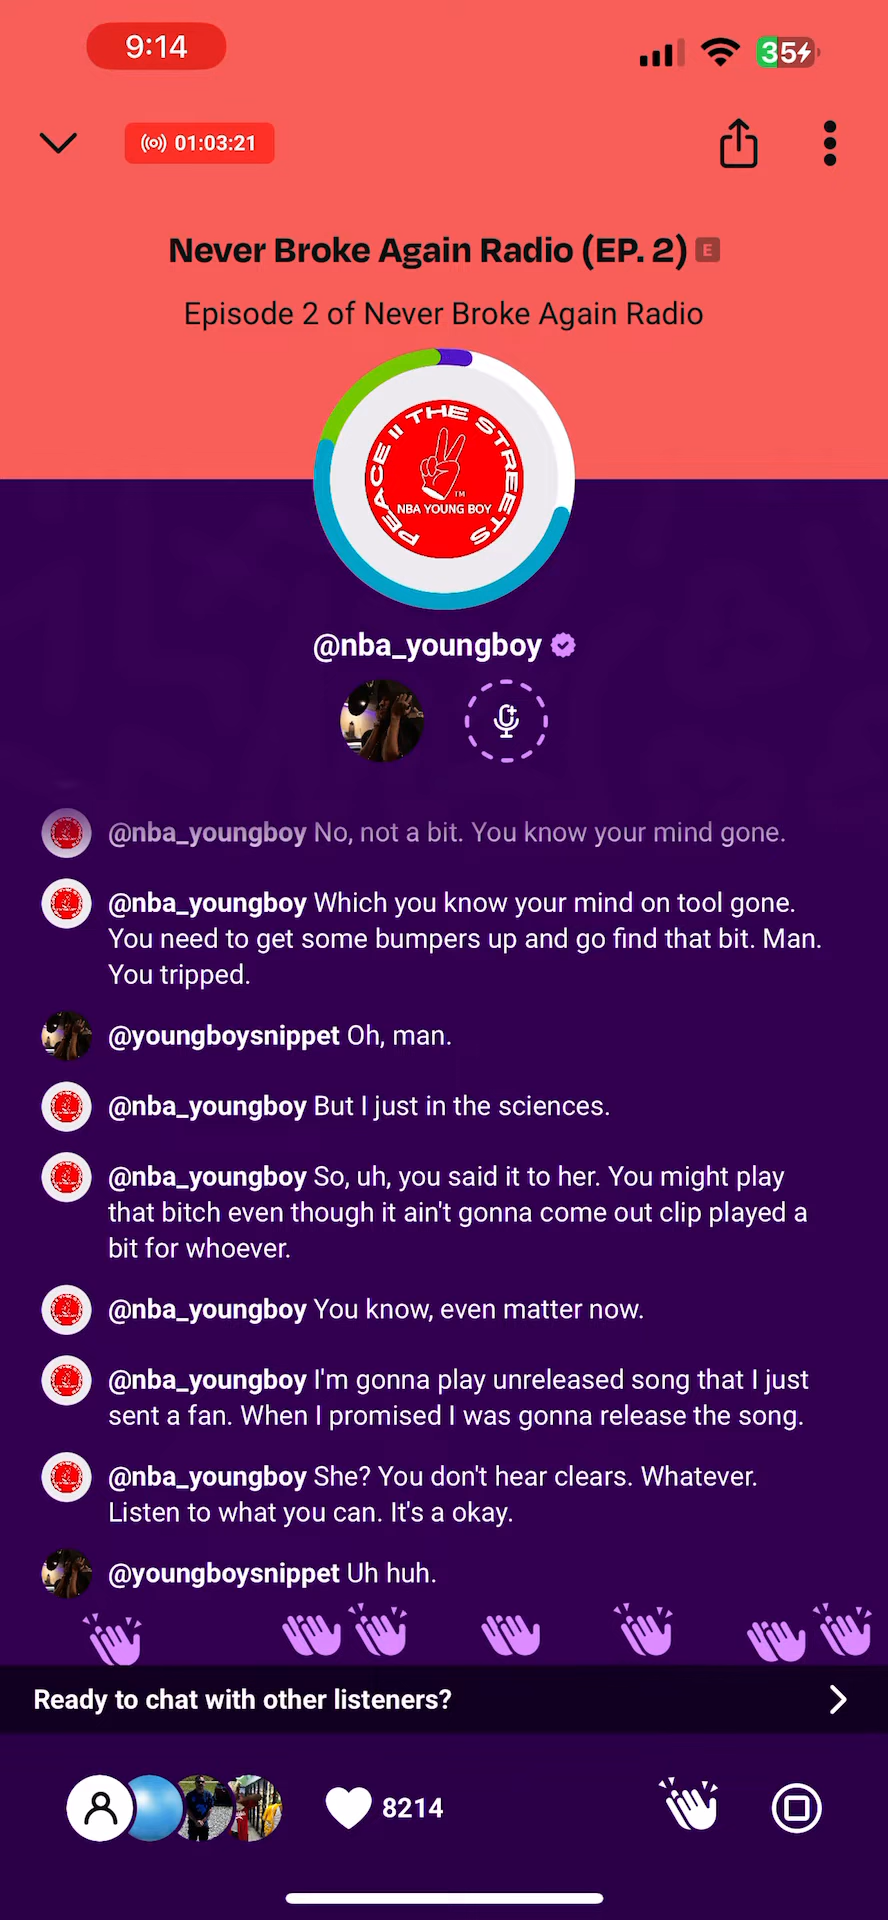 9:14
35
01:03:21
Never Broke Again Radio (EP. 2) E
Episode 2 of Never Broke Again Radio
PEACE II THE STREETS
TM
NBA YOUNG BOY
@nba_youngboy
@nba_youngboy No, not a bit. You know your mind gone.
@nba_youngboy Which you know your mind on tool gone.
You need to get some bumpers up and go find that bit. Man.
You tripped.
@youngboysnippet Oh, man.
@nba_youngboy But I just in the sciences.
@nba_youngboy So, uh, you said it to her. You might play
that bitch even though it ain't gonna come out clip played a
bit for whoever.
@nba_youngboy You know, even matter now.
@nba_youngboy I'm gonna play unreleased song that I just
sent a fan. When I promised I was gonna release the song.
@nba_youngboy She? You don't hear clears. Whatever.
Listen to what you can. It's a okay.
@youngboysnippet Uh huh.
Ready to chat with other listeners?
8214